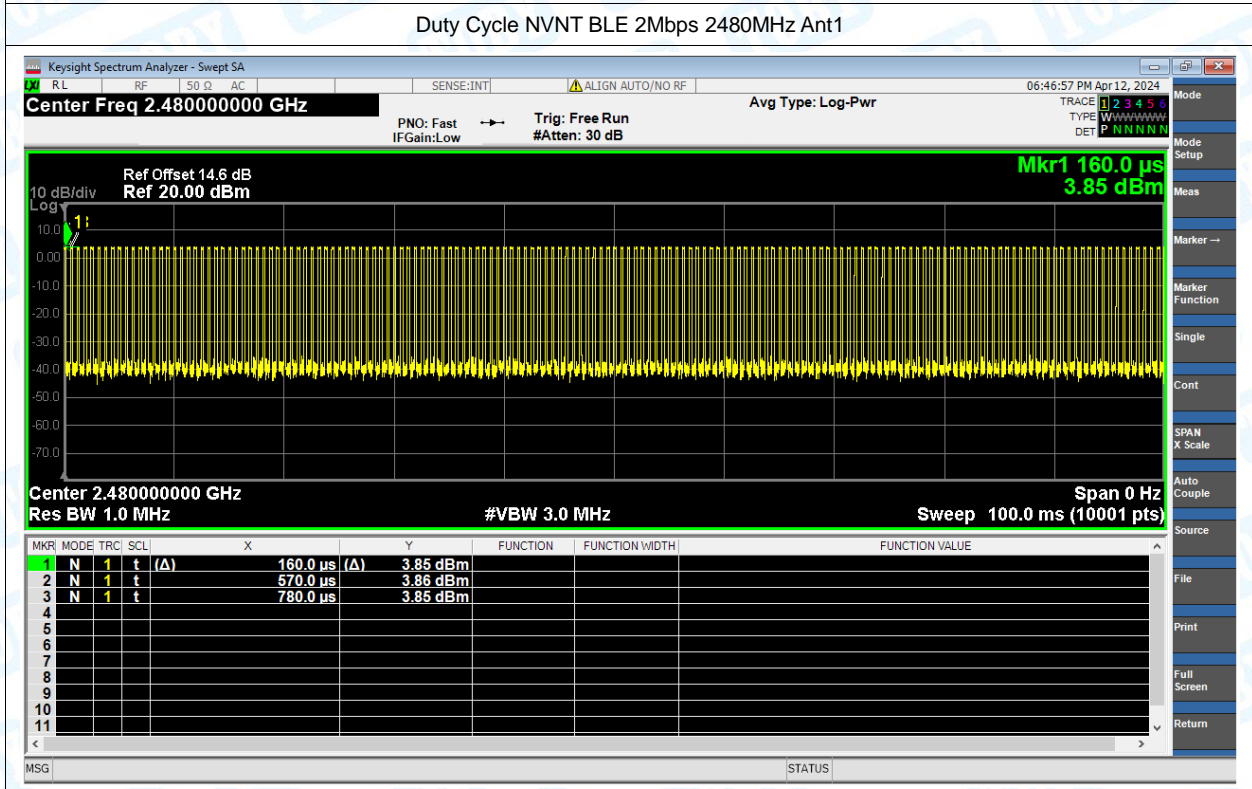 Duty Cycle NVNT BLE 2Mbps 2480MHz Ant1
Keysight Spectrum Analyzer - Swept SA
LXI RL RF 50 Ω AC SENSE:INT ALIGN AUTO/NO RF 06:46:57 PM Apr 12, 2024
Center Freq 2.480000000 GHz Avg Type: Log-Pwr TRACE 1 2 3 4 5 6
PNO: Fast Trig: Free Run TYPE WWWWWW
IFGain:Low #Atten: 30 dB DET P N N N N N
Mkr1 160.0 µs
3.85 dBm
Ref Offset 14.6 dB
10 dB/div Ref 20.00 dBm
Log
1
10.0
0.00
-10.0
-20.0
-30.0
-40.0
-50.0
-60.0
-70.0
Center 2.480000000 GHz Span 0 Hz
Res BW 1.0 MHz #VBW 3.0 MHz Sweep 100.0 ms (10001 pts)
MKR MODE TRC SCL X Y FUNCTION FUNCTION WIDTH FUNCTION VALUE
1 N 1 t (Δ) 160.0 µs (Δ) 3.85 dBm
2 N 1 t 570.0 µs 3.86 dBm
3 N 1 t 780.0 µs 3.85 dBm
4
5
6
7
8
9
10
11
MSG STATUS
Mode
Mode
Setup
Meas
Marker→
Marker
Function
Single
Cont
SPAN
X Scale
Auto
Couple
Source
File
Print
Full
Screen
Return